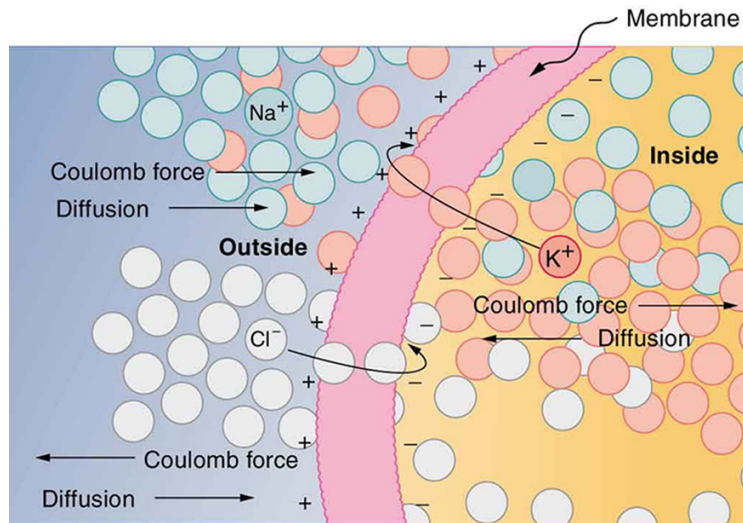 Membrane
Na+
Inside
Coulomb force
Diffusion
Outside
K+
Coulomb force
Cl−
Diffusion
Coulomb force
Diffusion